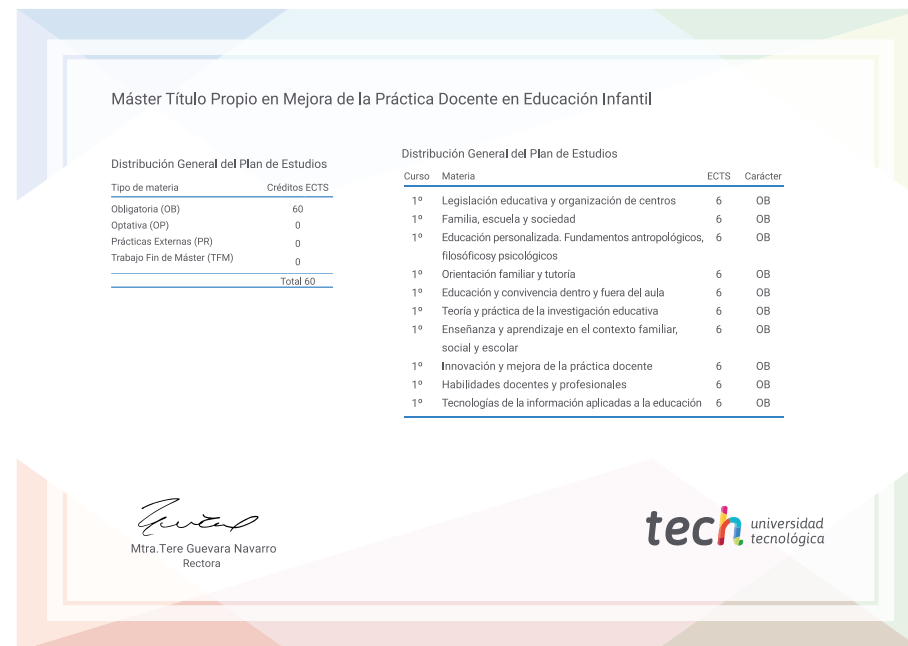 Máster Título Propio en Mejora de la Práctica Docente en Educación Infantil
Distribución General del Plan de Estudios
Tipo de materia Créditos ECTS
Obligatoria (OB) 60
Optativa (OP) 0
Prácticas Externas (PR) 0
Trabajo Fin de Máster (TFM) 0
Total 60
Distribución General del Plan de Estudios
Curso Materia ECTS Carácter
1º Legislación educativa y organización de centros 6 OB
1º Familia, escuela y sociedad 6 OB
1º Educación personalizada. Fundamentos antropológicos, 6 OB
filosóficosy psicológicos
1º Orientación familiar y tutoría 6 OB
1º Educación y convivencia dentro y fuera del aula 6 OB
1º Teoría y práctica de la investigación educativa 6 OB
1º Enseñanza y aprendizaje en el contexto familiar, 6 OB
social y escolar
1º Innovación y mejora de la práctica docente 6 OB
1º Habilidades docentes y profesionales 6 OB
1º Tecnologías de la información aplicadas a la educación 6 OB
Mtra.Tere Guevara Navarro
Rectora
tech universidad
tecnológica